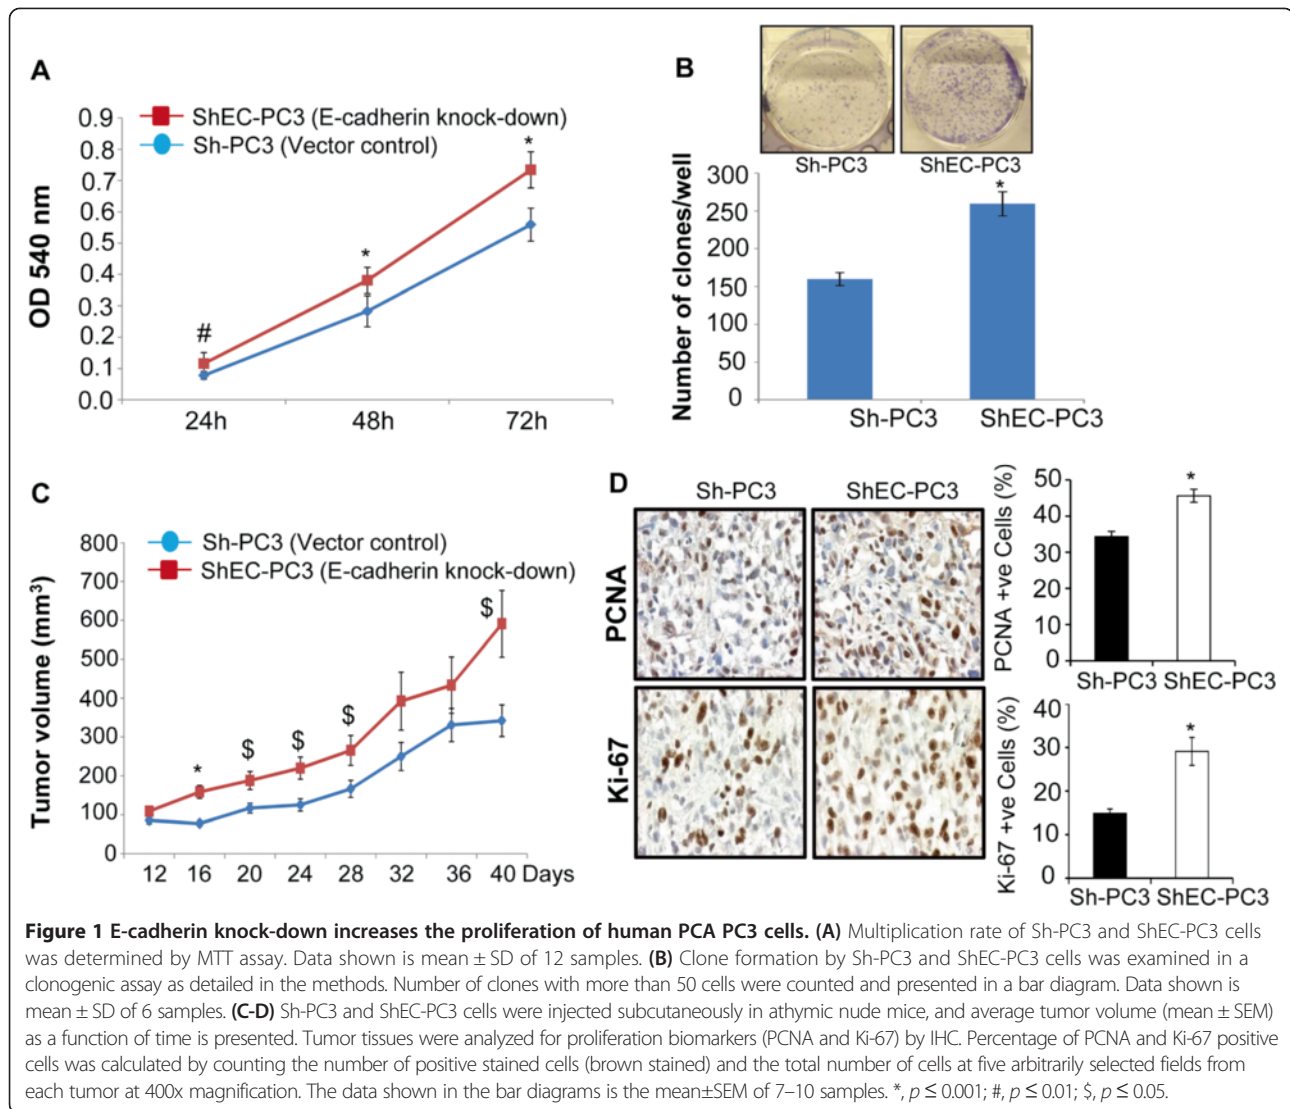 A
ShEC-PC3 (E-cadherin knock-down)
Sh-PC3 (Vector control)
OD 540 nm
0.9
0.8
0.7
0.6
0.5
0.4
0.3
0.2
0.1
0.0
#
*
*
24h 48h 72h
B
Sh-PC3 ShEC-PC3
Number of clones/well
300
250
200
150
100
50
0
*
Sh-PC3 ShEC-PC3
C
Sh-PC3 (Vector control)
ShEC-PC3 (E-cadherin knock-down)
Tumor volume (mm³)
800
700
600
500
400
300
200
100
0
*
$
$
$
$
12 16 20 24 28 32 36 40 Days
D
Sh-PC3 ShEC-PC3
PCNA
Ki-67
PCNA +ve Cells (%)
50
40
30
20
10
0
*
Sh-PC3 ShEC-PC3
Ki-67 +ve Cells (%)
40
30
20
10
0
*
Sh-PC3 ShEC-PC3
Figure 1 E-cadherin knock-down increases the proliferation of human PCA PC3 cells. (A) Multiplication rate of Sh-PC3 and ShEC-PC3 cells
was determined by MTT assay. Data shown is mean ± SD of 12 samples. (B) Clone formation by Sh-PC3 and ShEC-PC3 cells was examined in a
clonogenic assay as detailed in the methods. Number of clones with more than 50 cells were counted and presented in a bar diagram. Data shown is
mean ± SD of 6 samples. (C-D) Sh-PC3 and ShEC-PC3 cells were injected subcutaneously in athymic nude mice, and average tumor volume (mean ± SEM)
as a function of time is presented. Tumor tissues were analyzed for proliferation biomarkers (PCNA and Ki-67) by IHC. Percentage of PCNA and Ki-67 positive
cells was calculated by counting the number of positive stained cells (brown stained) and the total number of cells at five arbitrarily selected fields from
each tumor at 400x magnification. The data shown in the bar diagrams is the mean±SEM of 7–10 samples. *, p ≤ 0.001; #, p ≤ 0.01; $, p ≤ 0.05.